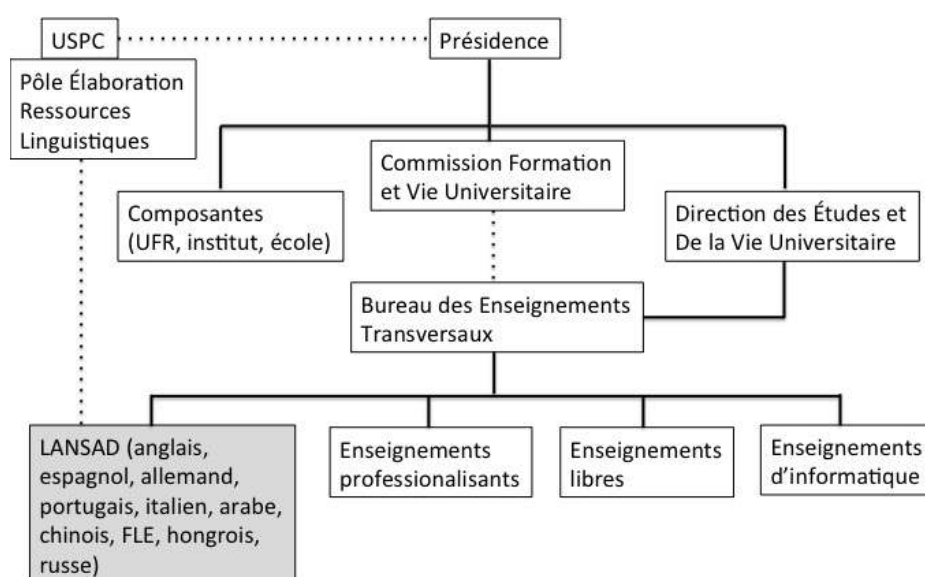 USPC
Présidence
Pôle Élaboration
Ressources
Linguistiques
Commission Formation
et Vie Universitaire
Composantes
(UFR, institut, école)
Direction des Études et
De la Vie Universitaire
Bureau des Enseignements
Transversaux
LANSAD (anglais,
espagnol, allemand,
portugais, italien, arabe,
chinois, FLE, hongrois,
russe)
Enseignements
professionalisants
Enseignements
libres
Enseignements
d’informatique